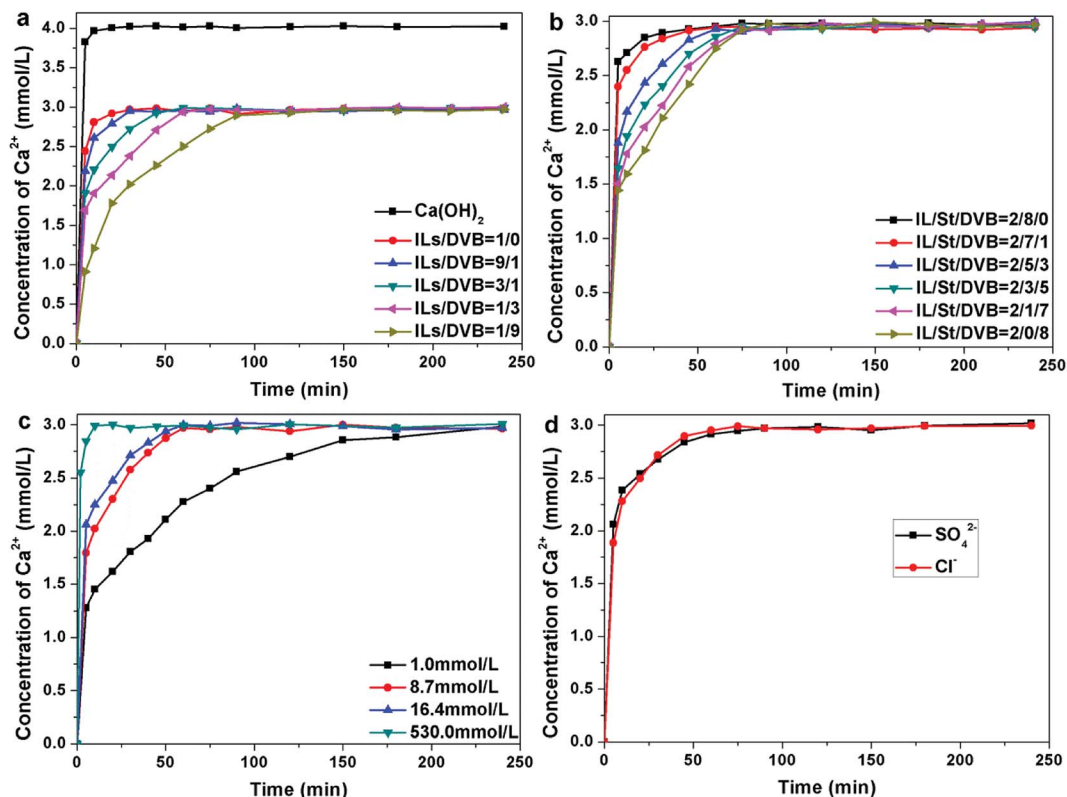 a
Concentration of Ca²⁺ (mmol/L)
4.0
3.5
3.0
2.5
2.0
1.5
1.0
0.5
0.0
Ca(OH)₂
ILs/DVB=1/0
ILs/DVB=9/1
ILs/DVB=3/1
ILs/DVB=1/3
ILs/DVB=1/9
0 50 100 150 200 250
Time (min)
b
Concentration of Ca²⁺ (mmol/L)
3.0
2.5
2.0
1.5
1.0
0.5
0.0
IL/St/DVB=2/8/0
IL/St/DVB=2/7/1
IL/St/DVB=2/5/3
IL/St/DVB=2/3/5
IL/St/DVB=2/1/7
IL/St/DVB=2/0/8
0 50 100 150 200 250
Time (min)
c
Concentration of Ca²⁺ (mmol/L)
3.0
2.5
2.0
1.5
1.0
0.5
0.0
1.0mmol/L
8.7mmol/L
16.4mmol/L
530.0mmol/L
0 50 100 150 200 250
Time (min)
d
Concentration of Ca²⁺ (mmol/L)
3.0
2.5
2.0
1.5
1.0
0.5
0.0
SO₄²⁻
Cl⁻
0 50 100 150 200 250
Time (min)